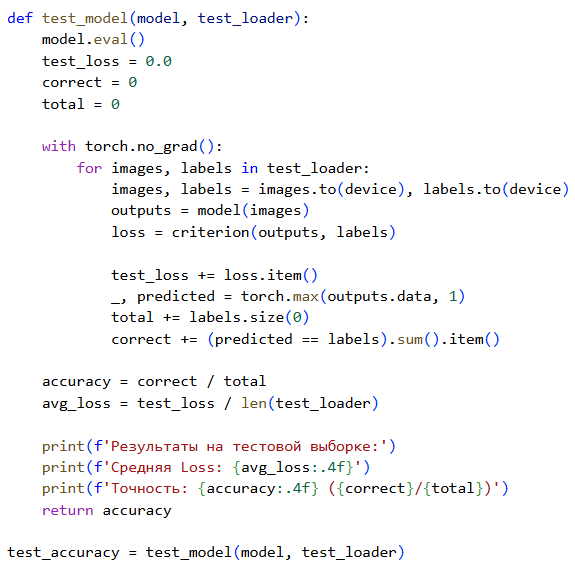 def test_model(model, test_loader):
    model.eval()
    test_loss = 0.0
    correct = 0
    total = 0

    with torch.no_grad():
        for images, labels in test_loader:
            images, labels = images.to(device), labels.to(device)
            outputs = model(images)
            loss = criterion(outputs, labels)

            test_loss += loss.item()
            _, predicted = torch.max(outputs.data, 1)
            total += labels.size(0)
            correct += (predicted == labels).sum().item()

    accuracy = correct / total
    avg_loss = test_loss / len(test_loader)

    print(f'Результаты на тестовой выборке:')
    print(f'Средняя Loss: {avg_loss:.4f}')
    print(f'Точность: {accuracy:.4f} ({correct}/{total})')
    return accuracy

test_accuracy = test_model(model, test_loader)